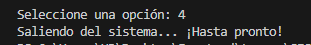 Seleccione una opción: 4
Saliendo del sistema... ¡Hasta pronto!